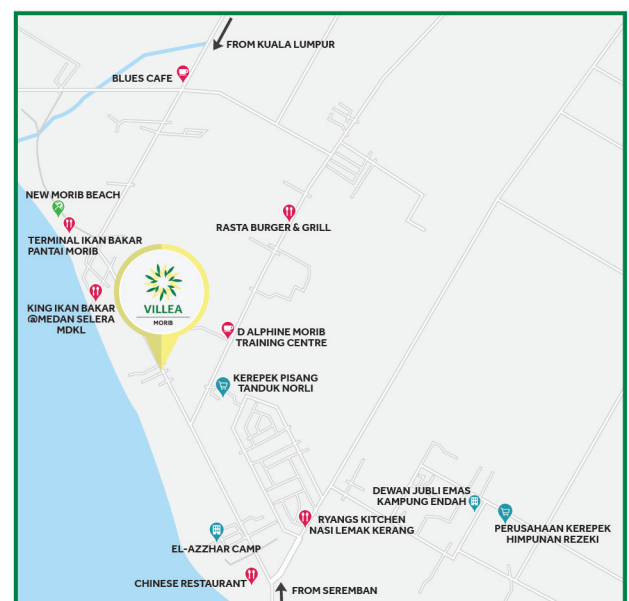 FROM KUALA LUMPUR
BLUES CAFE
NEW MORIB BEACH
TERMINAL IKAN BAKAR
PANTAI MORIB
RASTA BURGER & GRILL
KING IKAN BAKAR
@MEDAN SELERA
MDKL
VILLEA
MORIB
D ALPHINE MORIB
TRAINING CENTRE
KEREPEK PISANG
TANDUK NORLI
DEWAN JUBLI EMAS
KAMPUNG ENDAH
RYANGS KITCHEN
NASI LEMAK KERANG
PERUSAHAAN KEREPEK
HIMPUNAN REZEKI
EL-AZZHAR CAMP
CHINESE RESTAURANT
FROM SEREMBAN